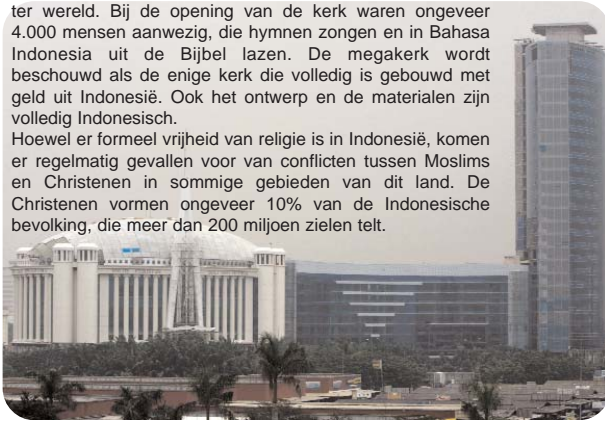 ter wereld. Bij de opening van de kerk waren ongeveer
4.000 mensen aanwezig, die hymnen zongen en in Bahasa
Indonesia uit de Bijbel lazen. De megakerk wordt
beschouwd als de enige kerk die volledig is gebouwd met
geld uit Indonesië. Ook het ontwerp en de materialen zijn
volledig Indonesisch.
Hoewel er formeel vrijheid van religie is in Indonesië, komen
er regelmatig gevallen voor van conflicten tussen Moslims
en Christenen in sommige gebieden van dit land. De
Christenen vormen ongeveer 10% van de Indonesische
bevolking, die meer dan 200 miljoen zielen telt.